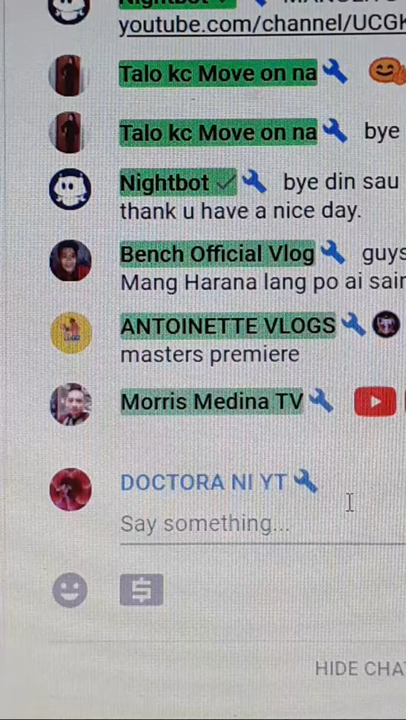 youtube.com/channel/UCGK
Talo kc Move on na
Talo kc Move on na bye
Nightbot bye din sau
thank u have a nice day.
Bench Official Vlog guys
Mang Harana lang po ai
ANTOINETTE VLOGS
masters premiere
Morris Medina TV
DOCTORA NI YT
Say something...
HIDE CHA